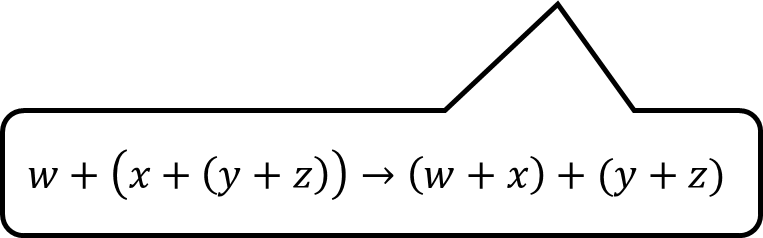 w + (x + (y + z)) → (w + x) + (y + z)